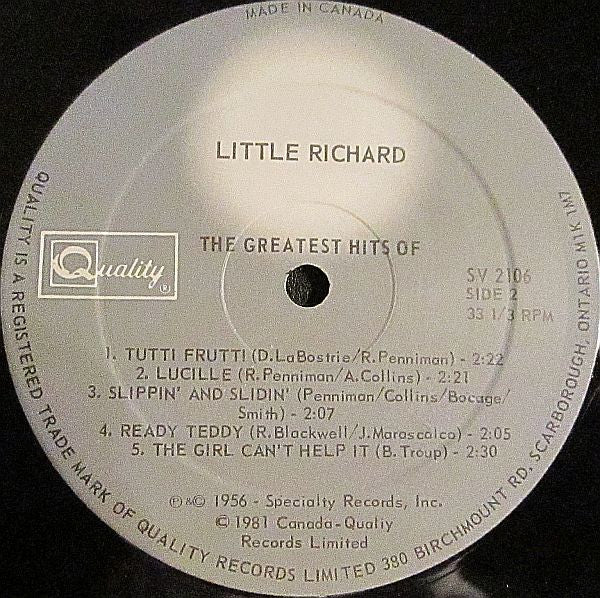 MADE IN CANADA
LITTLE RICHARD
THE GREATEST HITS OF
Quality ®
SV 2106
SIDE 2
33 1/3 RPM
1. TUTTI FRUTTI (D.LaBostrie/R.Penniman) - 2:22
2. LUCILLE (R.Penniman/A.Collins) - 2:21
3. SLIPPIN' AND SLIDIN' (Penniman/Collins/Bocage/
Smith) - 2:07
4. READY TEDDY (R.Blackwell/J.Marascalco) - 2:05
5. THE GIRL CAN'T HELP IT (B.Troup) - 2:30
℗&© 1956 - Specialty Records, Inc.
© 1981 Canada-Qualiy
Records Limited
QUALITY IS A REGISTERED TRADE MARK OF QUALITY RECORDS LIMITED 380 BIRCHMOUNT RD. SCARBOROUGH, ONTARIO M1K 1M7